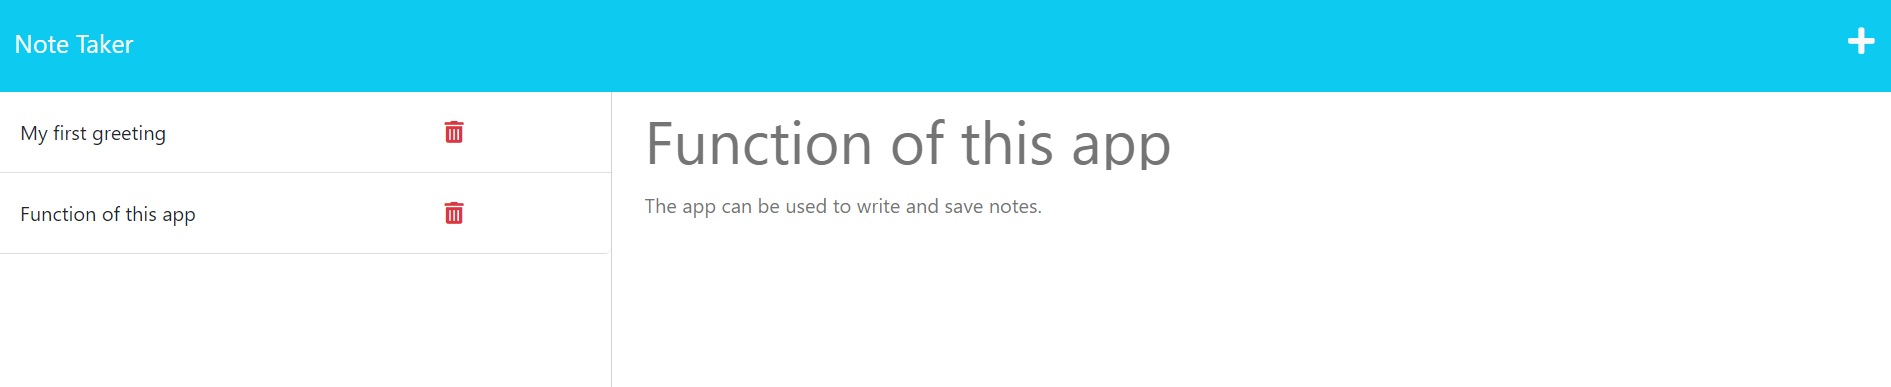 Note Taker
My first greeting
Function of this app
Function of this app
The app can be used to write and save notes.